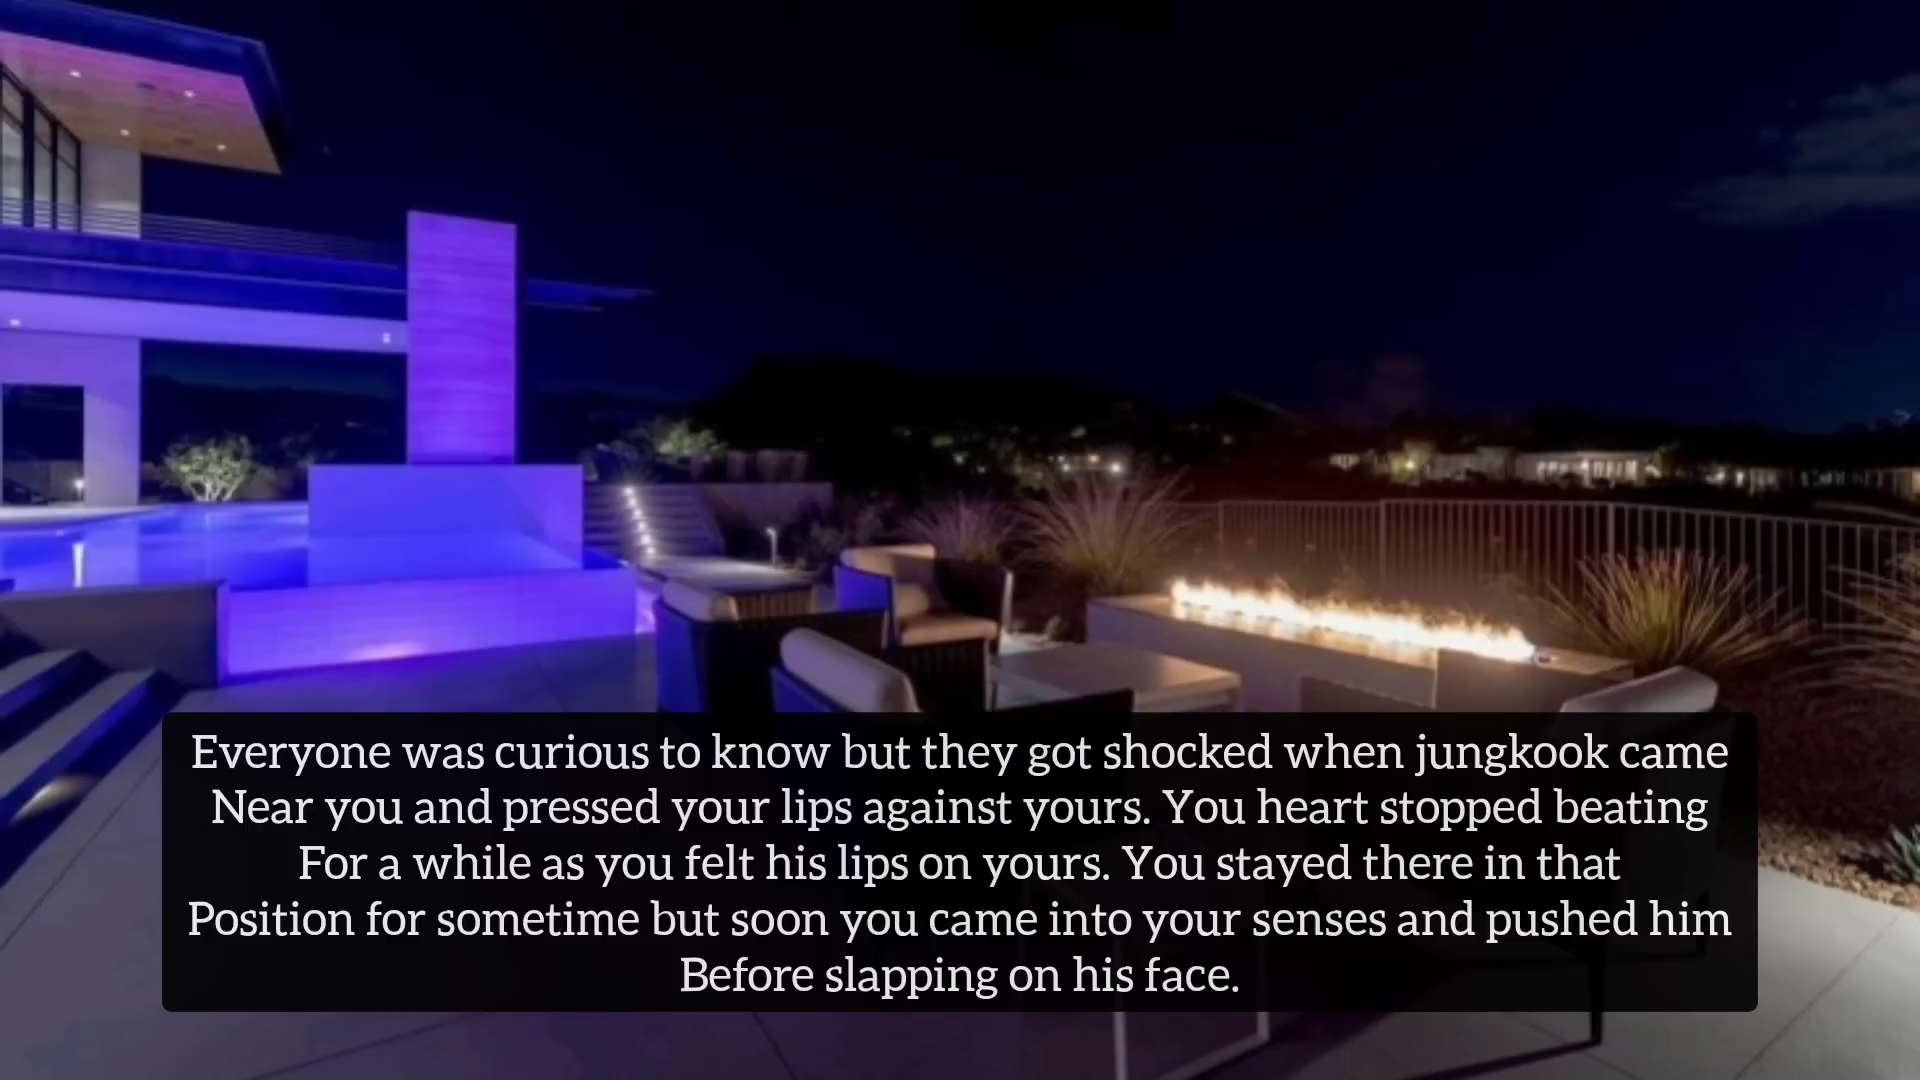 Everyone was curious to know but they got shocked when jungkook came
Near you and pressed your lips against yours. You heart stopped beating
For a while as you felt his lips on yours. You stayed there in that
Position for sometime but soon you came into your senses and pushed him
Before slapping on his face.